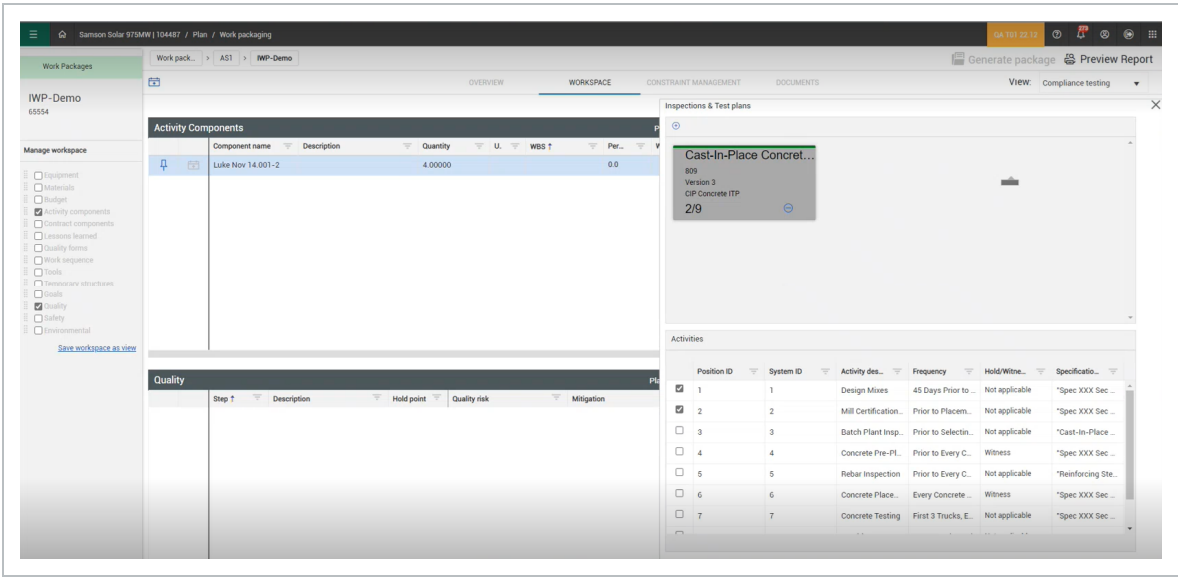 Samson Solar 975MW | 104487 / Plan / Work packaging
QA T01 22.12
Work Packages
Work pack... > AS1 > IWP-Demo
Generate package Preview Report
OVERVIEW WORKSPACE CONSTRAINT MANAGEMENT DOCUMENTS
View: Compliance testing
IWP-Demo
65554
Manage workspace
Equipment
Materials
Budget
Activity components
Contract components
Lessons learned
Quality forms
Work sequence
Tools
Temporary structures
Goals
Quality
Safety
Environmental
Save workspace as view
Activity Components
Component name Description Quantity U. WBS ↑ Per...
Luke Nov 14.001-2 4.00000 0.0
Quality
Step ↑ Description Hold point Quality risk Mitigation
Inspections & Test plans
Cast-In-Place Concret...
809
Version 3
CIP Concrete ITP
2/9
Activities
Position ID System ID Activity des... Frequency Hold/Witne... Specificatio...
1 1 Design Mixes 45 Days Prior to ... Not applicable "Spec XXX Sec ...
2 2 Mill Certification... Prior to Placem... Not applicable "Spec XXX Sec ...
3 3 Batch Plant Insp... Prior to Selectin... Not applicable "Cast-In-Place ...
4 4 Concrete Pre-Pl... Prior to Every C... Witness "Spec XXX Sec ...
5 5 Rebar Inspection Prior to Every C... Not applicable "Reinforcing Ste...
6 6 Concrete Place... Every Concrete ... Witness "Spec XXX Sec ...
7 7 Concrete Testing First 3 Trucks, E... Not applicable "Spec XXX Sec ...